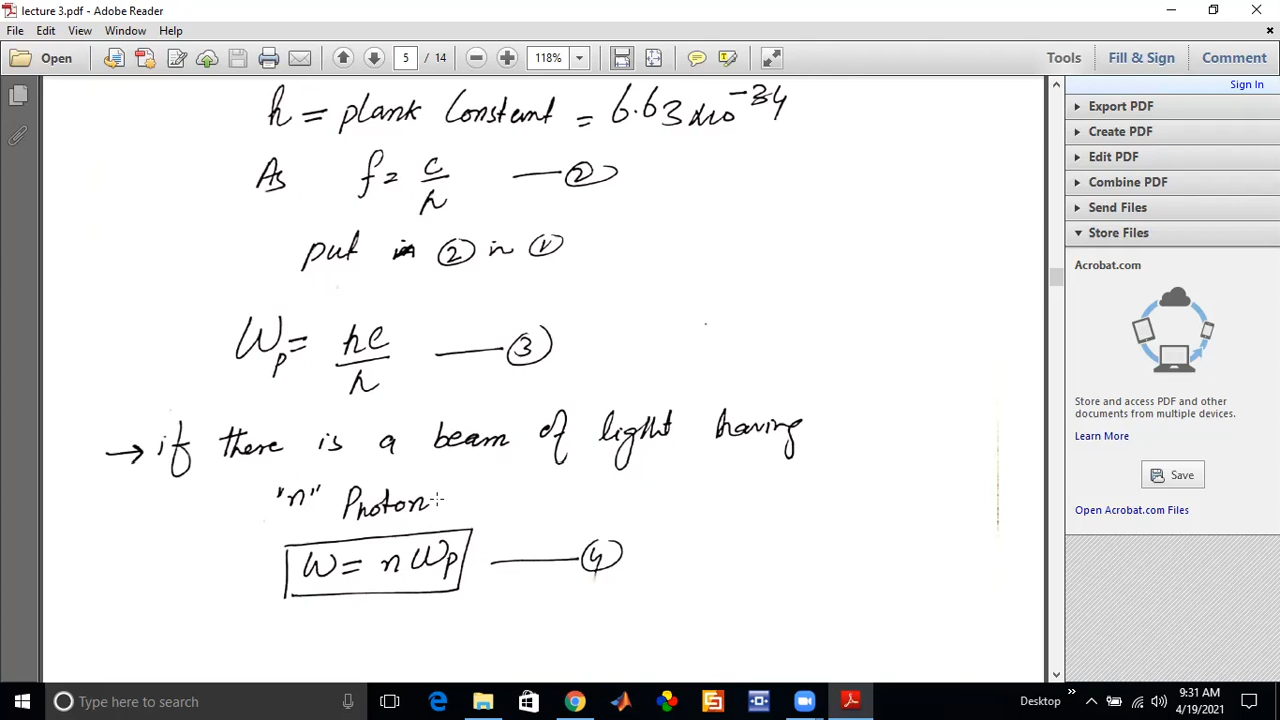 lecture 3.pdf - Adobe Reader
File Edit View Window Help
Open 5 / 14 118% Tools Fill & Sign Comment
Sign In
Export PDF
Create PDF
Edit PDF
Combine PDF
Send Files
Store Files
Acrobat.com
Store and access PDF and other
documents from multiple devices.
Learn More
Save
Open Acrobat.com Files
h = plank Constant = 6.63x10⁻³⁴
As f = c/λ — ②
put in ② in ①
Wp = hc/λ — ③
→ if there is a beam of light having
"n" Photon
W = n Wp — ④
Type here to search
Desktop
9:31 AM
4/19/2021